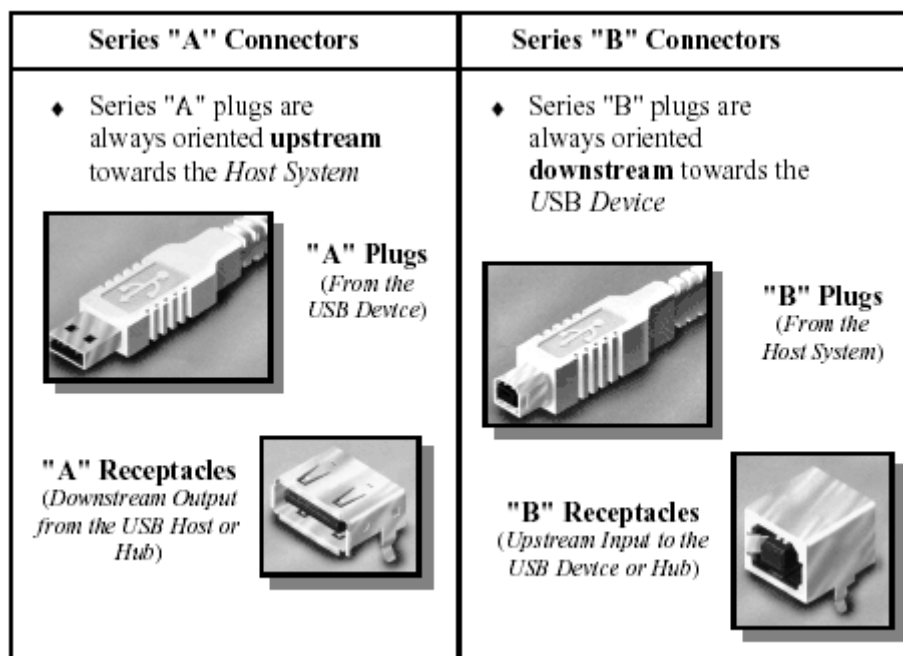 Series "A" Connectors
♦ Series "A" plugs are
always oriented upstream
towards the Host System
"A" Plugs
(From the
USB Device)
"A" Receptacles
(Downstream Output
from the USB Host or
Hub)
Series "B" Connectors
♦ Series "B" plugs are
always oriented
downstream towards the
USB Device
"B" Plugs
(From the
Host System)
"B" Receptacles
(Upstream Input to the
USB Device or Hub)